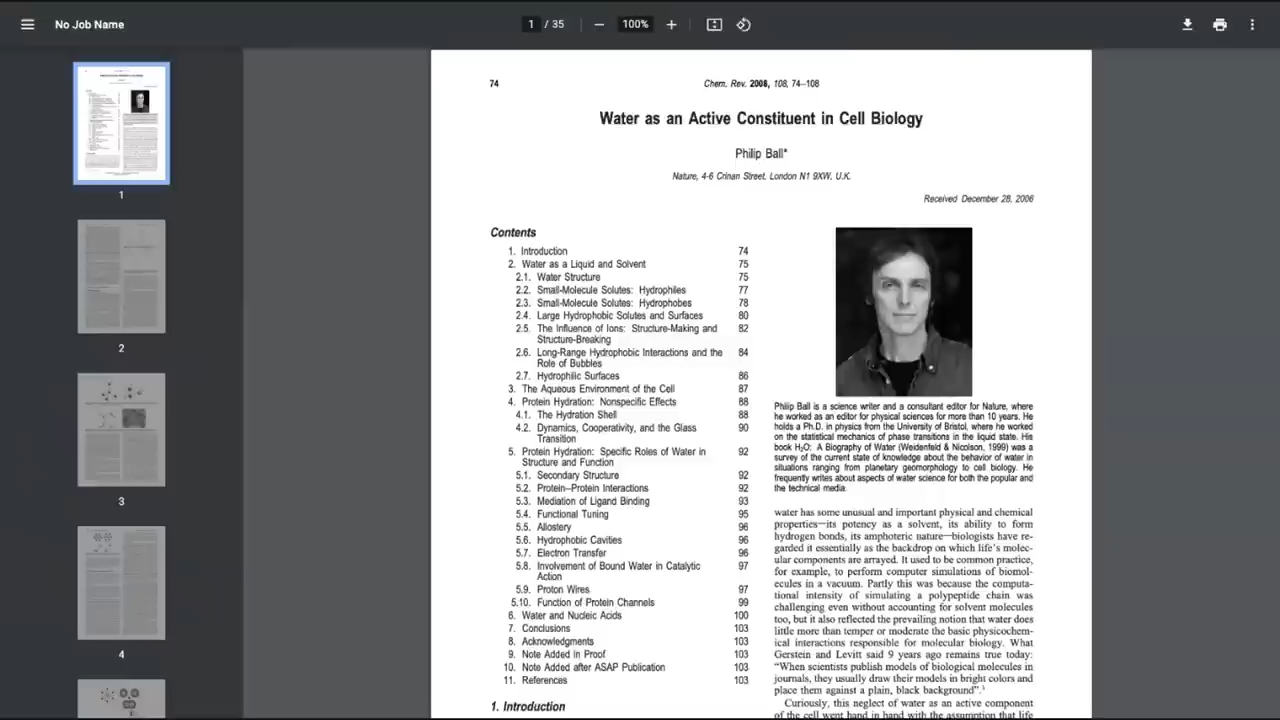 No Job Name
1 / 35
100%
1
2
3
4
74
Chem. Rev. 2008, 108, 74–108
Water as an Active Constituent in Cell Biology
Philip Ball*
Nature, 4-6 Crinan Street, London N1 9XW, U.K.
Received December 28, 2006
Contents
1. Introduction 74
2. Water as a Liquid and Solvent 75
2.1. Water Structure 75
2.2. Small-Molecule Solutes: Hydrophiles 77
2.3. Small-Molecule Solutes: Hydrophobes 78
2.4. Large Hydrophobic Solutes and Surfaces 80
2.5. The Influence of Ions: Structure-Making and 82
Structure-Breaking
2.6. Long-Range Hydrophobic Interactions and the 84
Role of Bubbles
2.7. Hydrophilic Surfaces 86
3. The Aqueous Environment of the Cell 87
4. Protein Hydration: Nonspecific Effects 88
4.1. The Hydration Shell 88
4.2. Dynamics, Cooperativity, and the Glass 90
Transition
5. Protein Hydration: Specific Roles of Water in 92
Structure and Function
5.1. Secondary Structure 92
5.2. Protein–Protein Interactions 92
5.3. Mediation of Ligand Binding 93
5.4. Functional Tuning 95
5.5. Allostery 96
5.6. Hydrophobic Cavities 96
5.7. Electron Transfer 96
5.8. Involvement of Bound Water in Catalytic 97
Action
5.9. Proton Wires 97
5.10. Function of Protein Channels 99
6. Water and Nucleic Acids 100
7. Conclusions 103
8. Acknowledgments 103
9. Note Added in Proof 103
10. Note Added after ASAP Publication 103
11. References 103
1. Introduction
Philip Ball is a science writer and a consultant editor for Nature, where
he worked as an editor for physical sciences for more than 10 years. He
holds a Ph.D. in physics from the University of Bristol, where he worked
on the statistical mechanics of phase transitions in the liquid state. His
book H₂O: A Biography of Water (Weidenfeld & Nicolson, 1999) was a
survey of the current state of knowledge about the behavior of water in
situations ranging from planetary geomorphology to cell biology. He
frequently writes about aspects of water science for both the popular and
the technical media.
water has some unusual and important physical and chemical
properties—its potency as a solvent, its ability to form
hydrogen bonds, its amphoteric nature—biologists have re-
garded it essentially as the backdrop on which life's molec-
ular components are arrayed. It used to be common practice,
for example, to perform computer simulations of biomol-
ecules in a vacuum. Partly this was because the computa-
tional intensity of simulating a polypeptide chain was
challenging even without accounting for solvent molecules
too, but it also reflected the prevailing notion that water does
little more than temper or moderate the basic physicochem-
ical interactions responsible for molecular biology. What
Gerstein and Levitt said 9 years ago remains true today:
“When scientists publish models of biological molecules in
journals, they usually draw their models in bright colors and
place them against a plain, black background”.¹
Curiously, this neglect of water as an active component
of the cell went hand in hand with the assumption that life